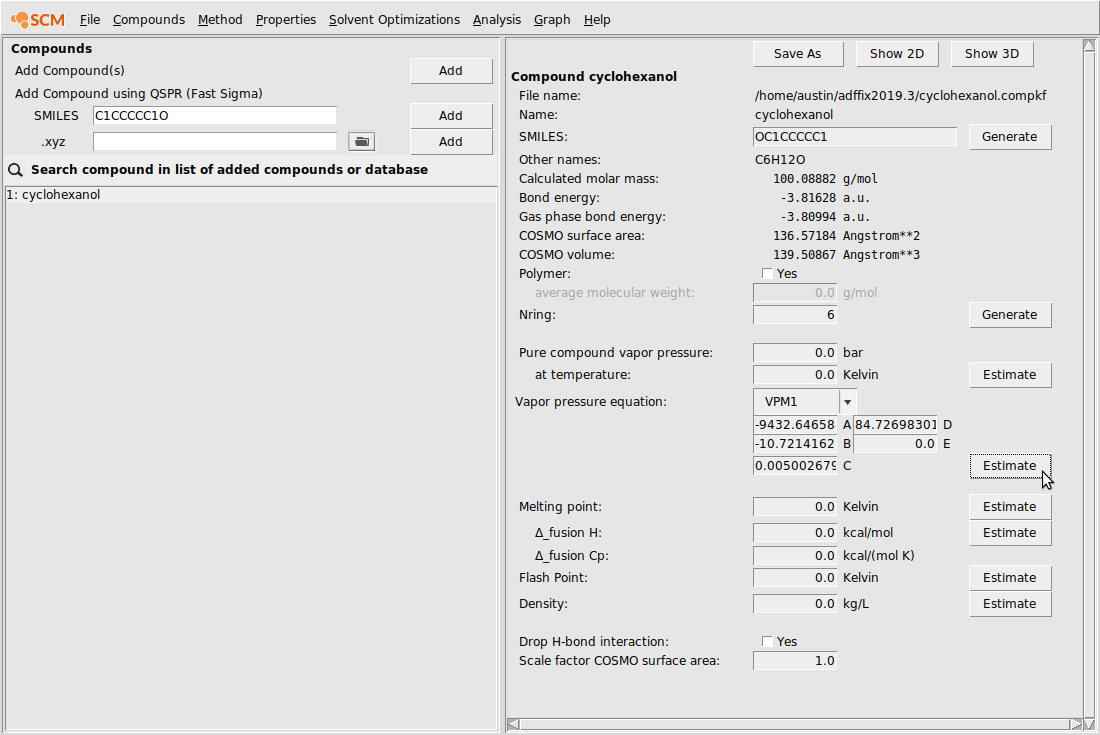 SCM File Compounds Method Properties Solvent Optimizations Analysis Graph Help
Compounds
Add Compound(s) Add
Add Compound using QSPR (Fast Sigma)
SMILES C1CCCCC1O Add
.xyz Add
Search compound in list of added compounds or database
1: cyclohexanol
Save As Show 2D Show 3D
Compound cyclohexanol
File name: /home/austin/adffix2019.3/cyclohexanol.compkf
Name: cyclohexanol
SMILES: OC1CCCCC1 Generate
Other names: C6H12O
Calculated molar mass: 100.08882 g/mol
Bond energy: -3.81628 a.u.
Gas phase bond energy: -3.80994 a.u.
COSMO surface area: 136.57184 Angstrom**2
COSMO volume: 139.50867 Angstrom**3
Polymer: Yes
average molecular weight: 0.0 g/mol
Nring: 6 Generate
Pure compound vapor pressure: 0.0 bar
at temperature: 0.0 Kelvin Estimate
Vapor pressure equation: VPM1
-9432.64658 A 84.72698301 D
-10.7214162 B 0.0 E
0.005002679 C Estimate
Melting point: 0.0 Kelvin Estimate
Δ_fusion H: 0.0 kcal/mol Estimate
Δ_fusion Cp: 0.0 kcal/(mol K)
Flash Point: 0.0 Kelvin Estimate
Density: 0.0 kg/L Estimate
Drop H-bond interaction: Yes
Scale factor COSMO surface area: 1.0